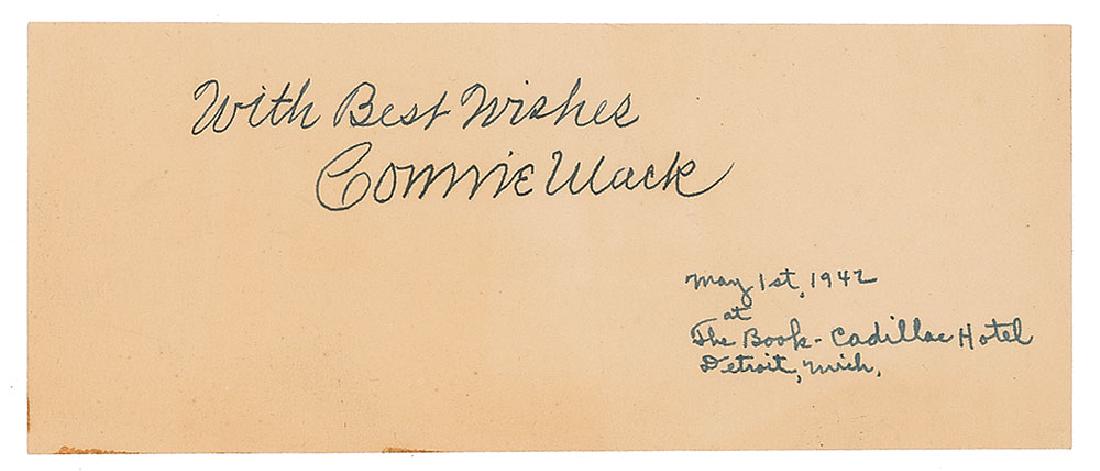 With Best Wishes
Connie Mack
May 1st, 1942
at
The Book-Cadillac Hotel
Detroit, Mich.